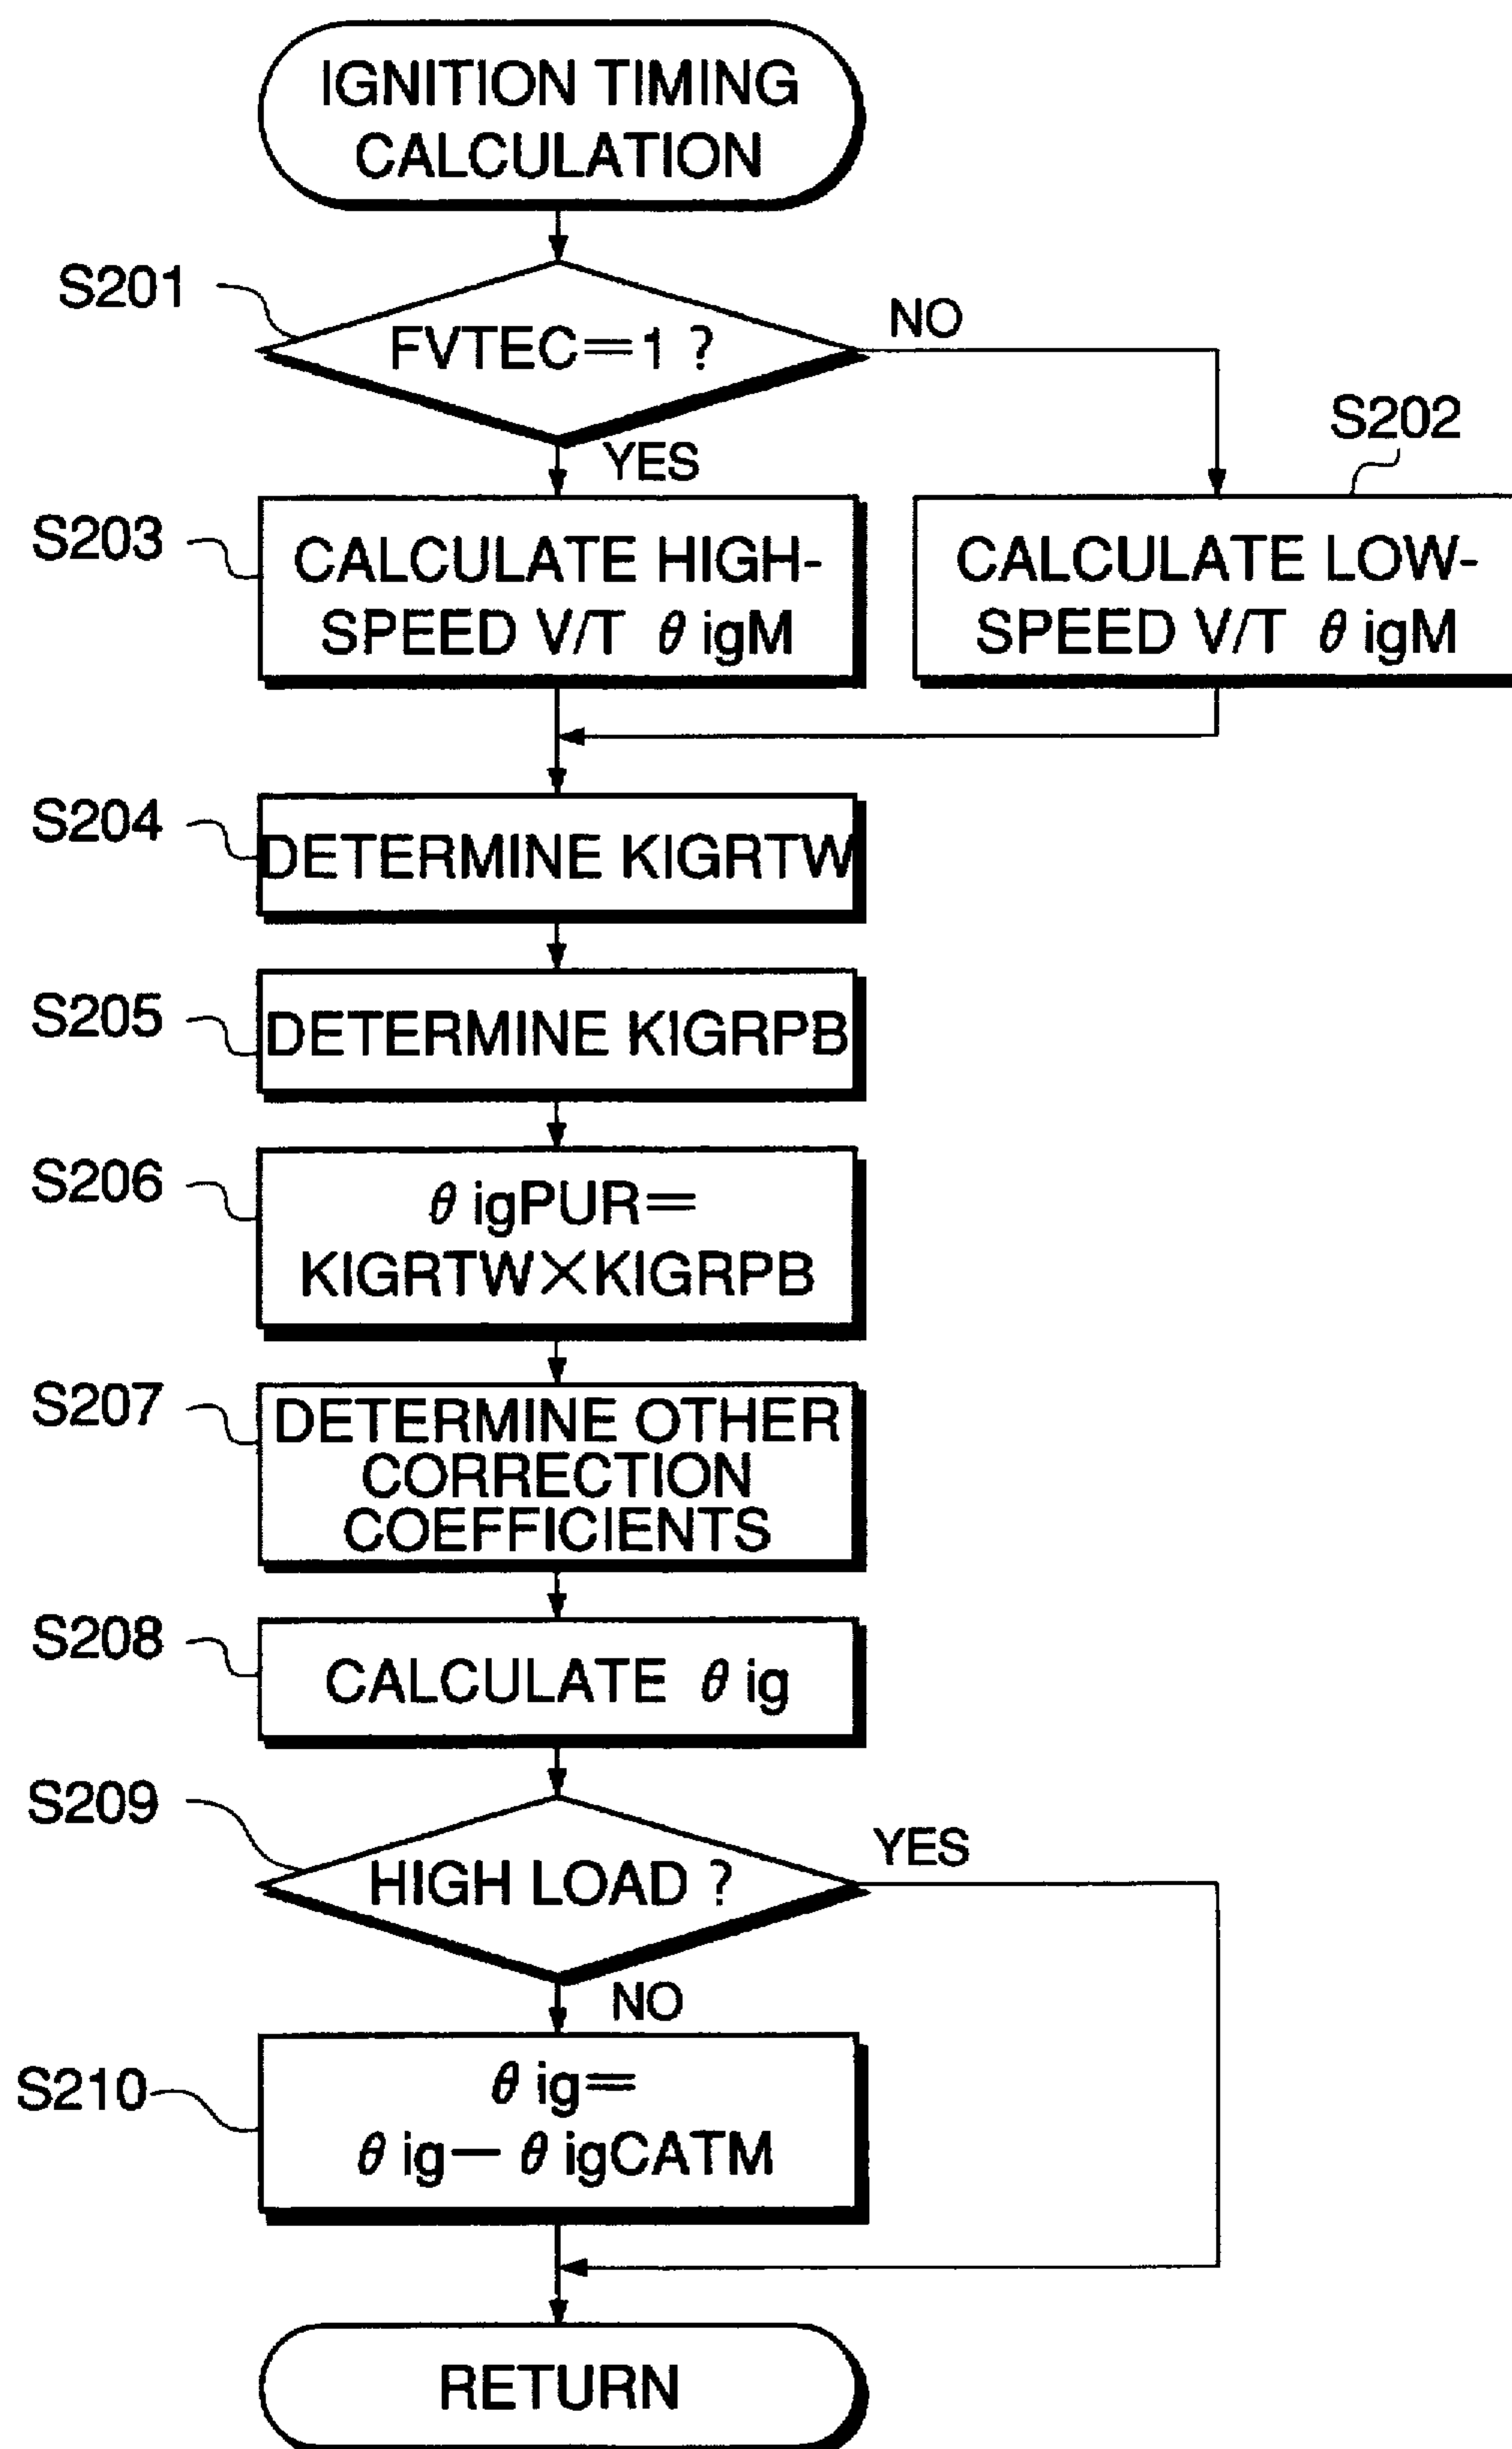 IGNITION TIMING
CALCULATION
S201
FVTEC=1 ?
NO
YES
S202
S203
CALCULATE HIGH-
SPEED V/T θ igM
CALCULATE LOW-
SPEED V/T θ igM
S204
DETERMINE KIGRTW
S205
DETERMINE KIGRPB
S206
θ igPUR=
KIGRTW×KIGRPB
S207
DETERMINE OTHER
CORRECTION
COEFFICIENTS
S208
CALCULATE θ ig
S209
HIGH LOAD ?
YES
NO
S210
θ ig=
θ ig− θ igCATM
RETURN